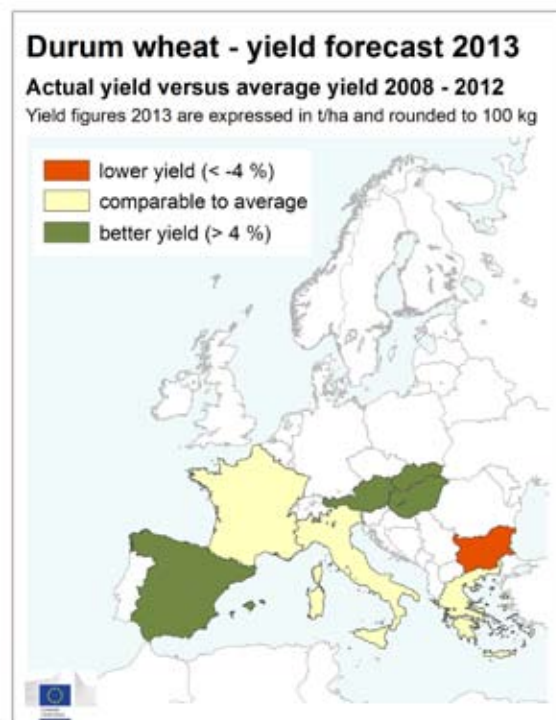 Durum wheat - yield forecast 2013
Actual yield versus average yield 2008 - 2012
Yield figures 2013 are expressed in t/ha and rounded to 100 kg
lower yield (< -4 %)
comparable to average
better yield (> 4 %)